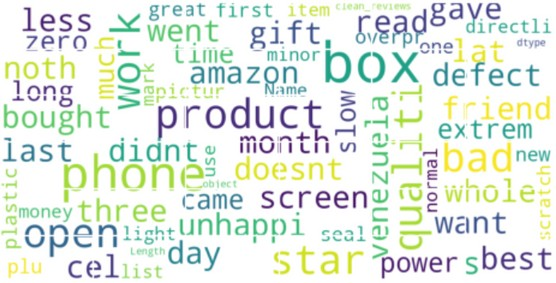 less great first item clean_reviews read gave
zero work went gift overpr one directli
noth much time minor box lat dtype
long mark amazon defect
bought pictur Name qualiti friend
product slow venezuela extrem
last didnt month normal bad new
phone use doesnt whole scratch
plastic object came screen
money three unhappi want
open light seal
plu cel list Length day star power s best